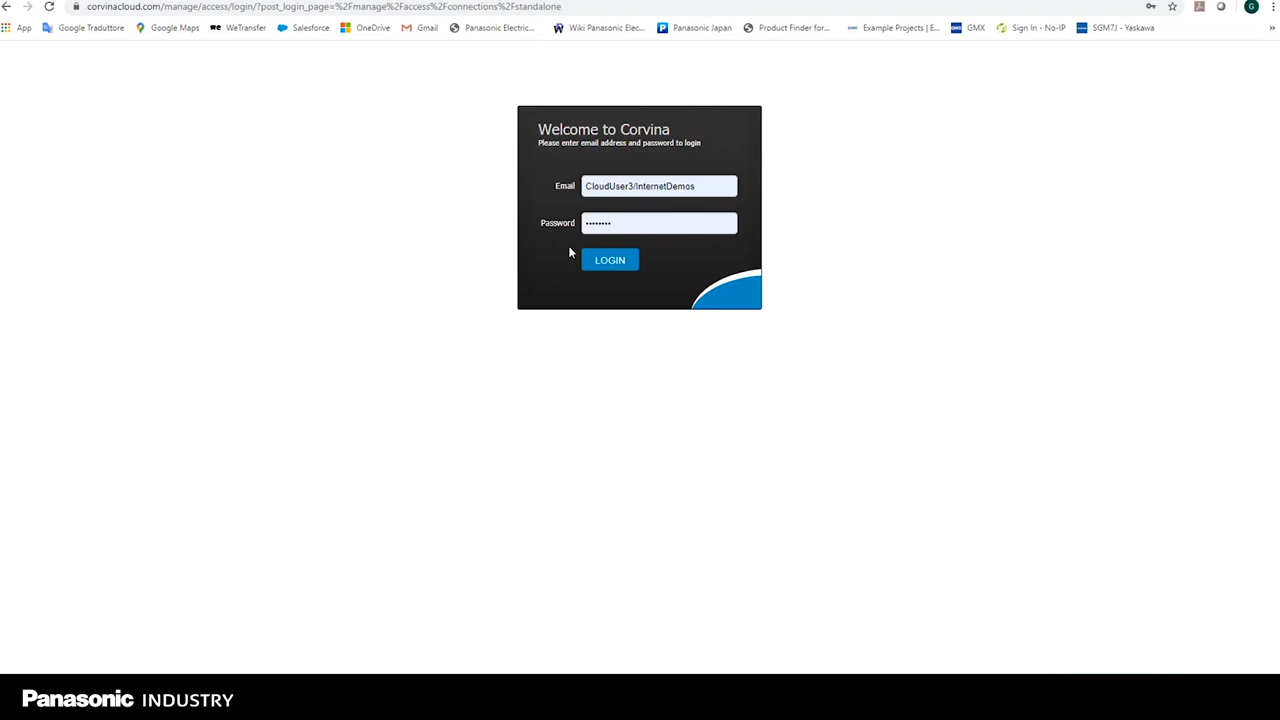 corvinacloud.com/manage/access/login/?post_login_page=%2Fmanage%2Faccess%2Fconnections%2Fstandalone
G
App Google Traduttore Google Maps WeTransfer Salesforce OneDrive Gmail Panasonic Electric... Wiki Panasonic Elec... Panasonic Japan Product Finder for... Example Projects | E... GMX Sign In - No-IP SGM7J - Yaskawa »
Welcome to Corvina
Please enter email address and password to login
Email CloudUser3/InternetDemos
Password ••••••••
LOGIN
Panasonic INDUSTRY